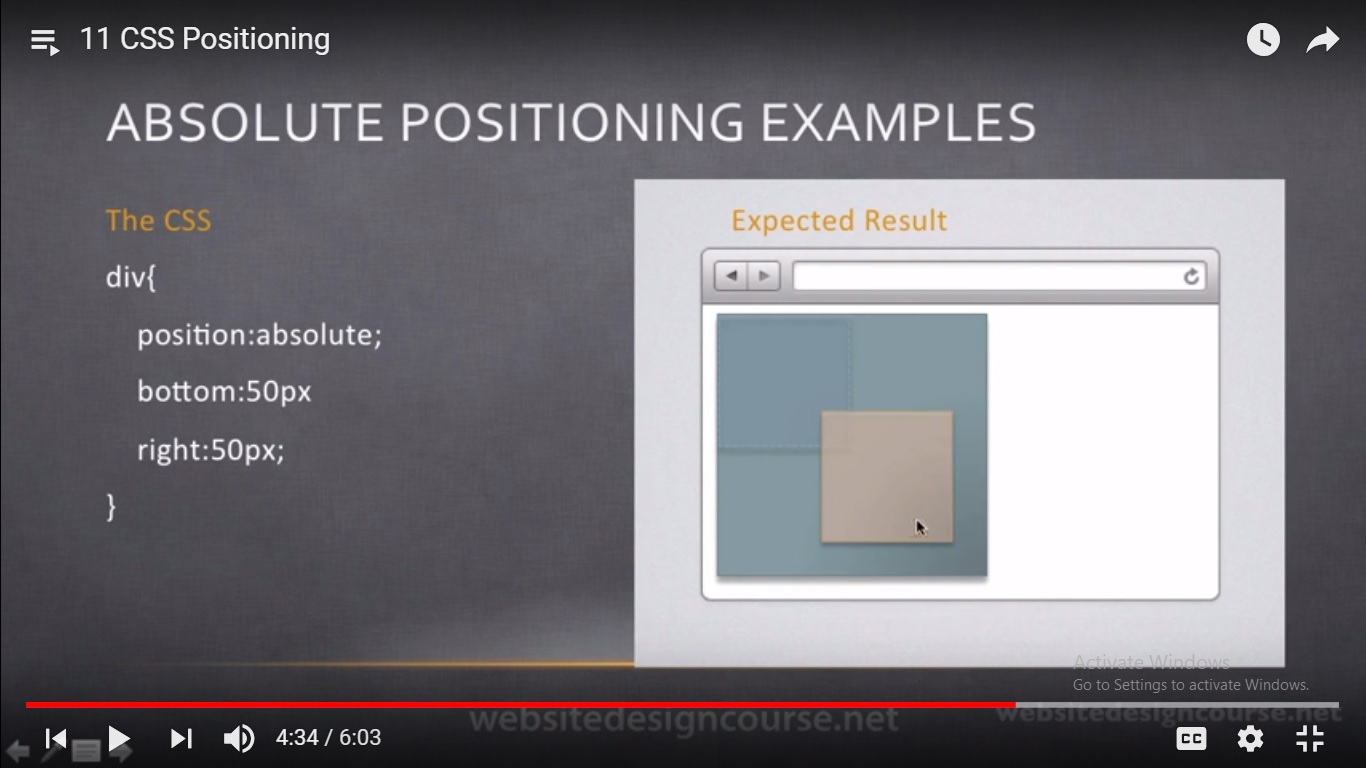 11 CSS Positioning
ABSOLUTE POSITIONING EXAMPLES
The CSS
Expected Result
div{
position:absolute;
bottom:50px
right:50px;
}
Activate Windows
Go to Settings to activate Windows.
websitedesigncourse.net
websitedesigncourse.net
4:34 / 6:03
CC